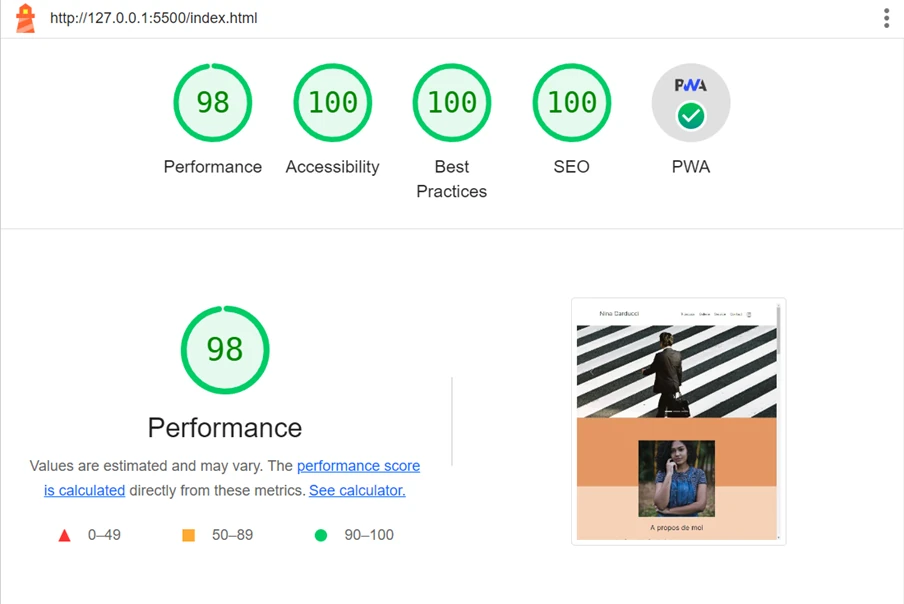 http://127.0.0.1:5500/index.html
98
100
100
100
PWA
Performance
Accessibility
Best
Practices
SEO
PWA
98
Performance
Values are estimated and may vary. The performance score
is calculated directly from these metrics. See calculator.
0–49
50–89
90–100
Nina Carducci
A propos de moi